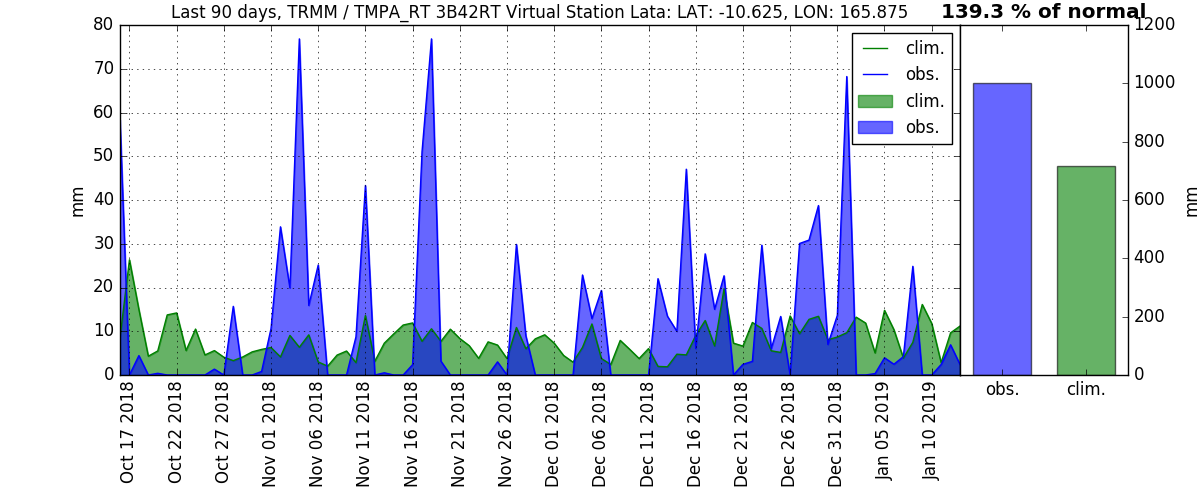 Last 90 days, TRMM / TMPA_RT 3B42RT Virtual Station Lata: LAT: -10.625, LON: 165.875
139.3 % of normal
80
70
60
50
40
30
20
10
0
mm
clim.
obs.
clim.
obs.
1200
1000
800
600
400
200
0
mm
obs.
clim.
Oct 17 2018
Oct 22 2018
Oct 27 2018
Nov 01 2018
Nov 06 2018
Nov 11 2018
Nov 16 2018
Nov 21 2018
Nov 26 2018
Dec 01 2018
Dec 06 2018
Dec 11 2018
Dec 16 2018
Dec 21 2018
Dec 26 2018
Dec 31 2018
Jan 05 2019
Jan 10 2019